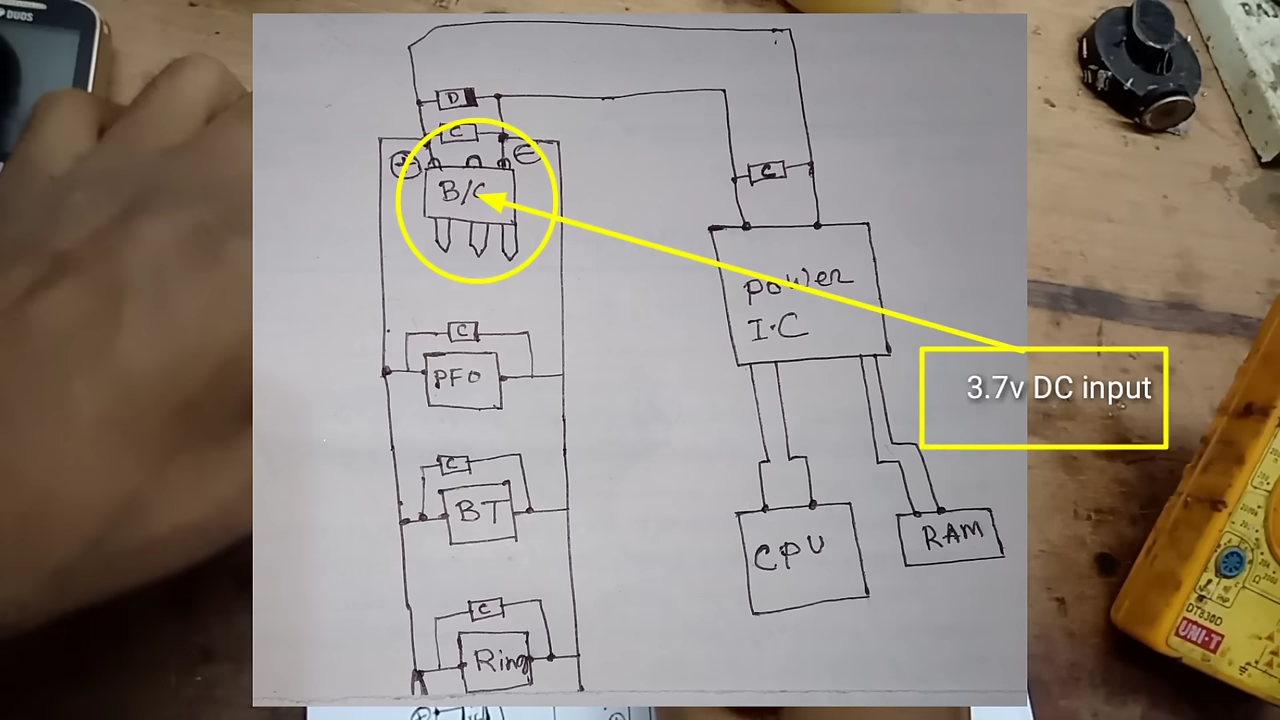 DUOS
D
C
+
−
B/C
C
Power
I.C
3.7v DC input
C
PFO
C
BT
CPU
RAM
C
Ring
DT830D
UNI-T